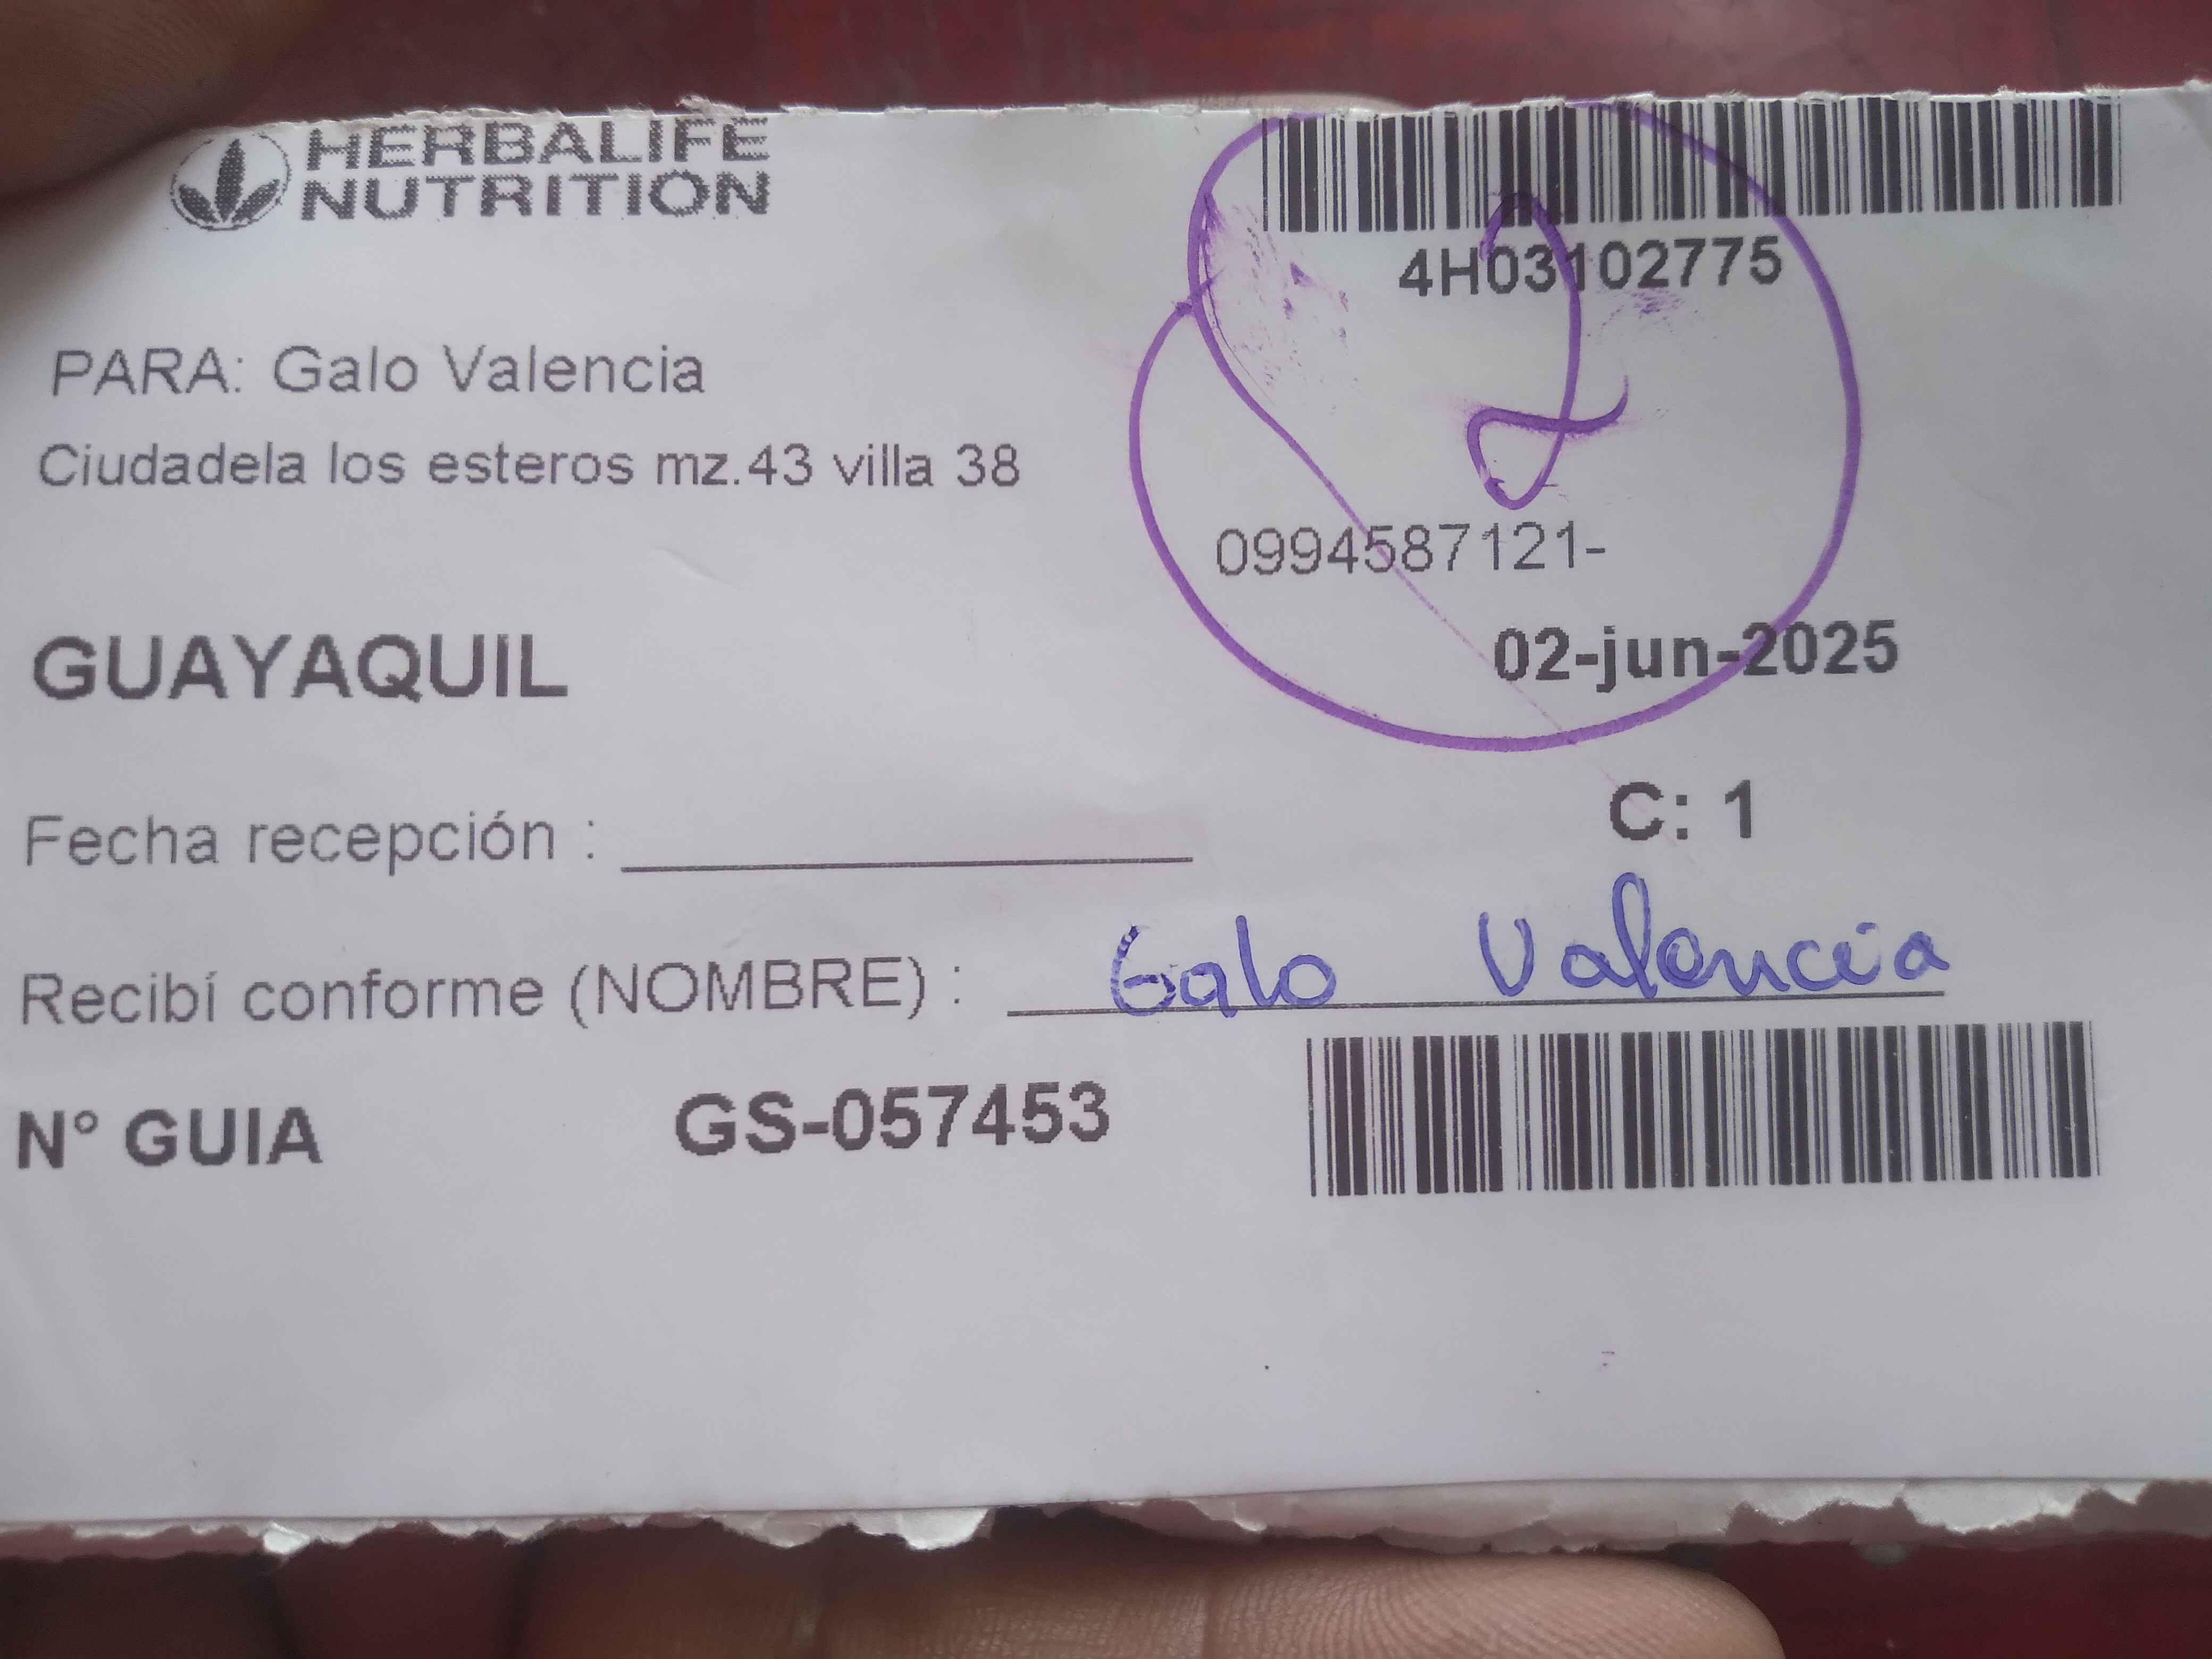 HERBALIFE
NUTRITION
4H03102775
2
PARA: Galo Valencia
Ciudadela los esteros mz.43 villa 38
0994587121-
GUAYAQUIL
02-jun-2025
C: 1
Fecha recepción :
Recibí conforme (NOMBRE) : Galo Valencia
N° GUIA GS-057453